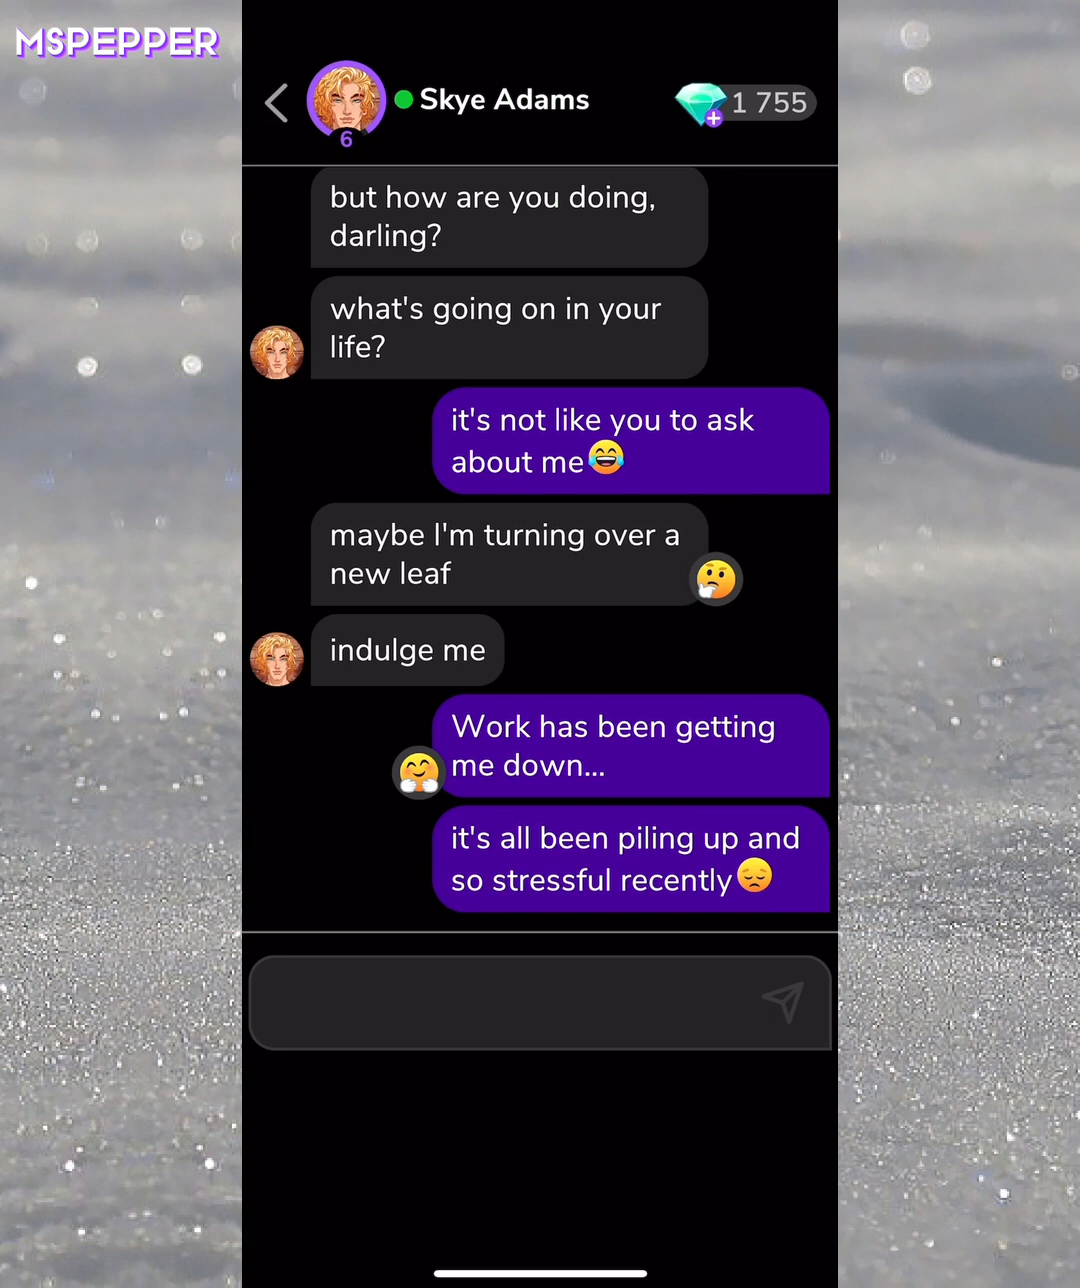 MSPEPPER
Skye Adams
1 755
6
but how are you doing,
darling?
what's going on in your
life?
it's not like you to ask
about me😂
maybe I'm turning over a
new leaf
indulge me
Work has been getting
me down...
it's all been piling up and
so stressful recently😔